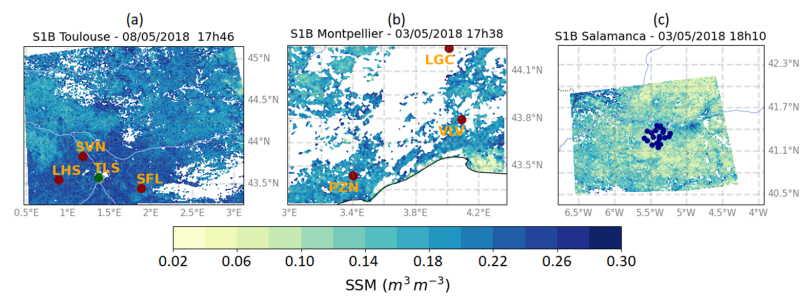 (a)
S1B Toulouse - 08/05/2018 17h46
SVN
LHS
TLS
SFL
45°N
44.5°N
44°N
43.5°N
0.5°E 1°E 1.5°E 2°E 2.5°E 3°E
(b)
S1B Montpellier - 03/05/2018 17h38
LGC
VLV
PZN
44.1°N
43.8°N
43.5°N
3°E 3.4°E 3.8°E 4.2°E
(c)
S1B Salamanca - 03/05/2018 18h10
42.3°N
41.7°N
41.1°N
40.5°N
6.5°W 6°W 5.5°W 5°W 4.5°W 4°W
0.02 0.06 0.10 0.14 0.18 0.22 0.26 0.30
SSM (m³ m⁻³)